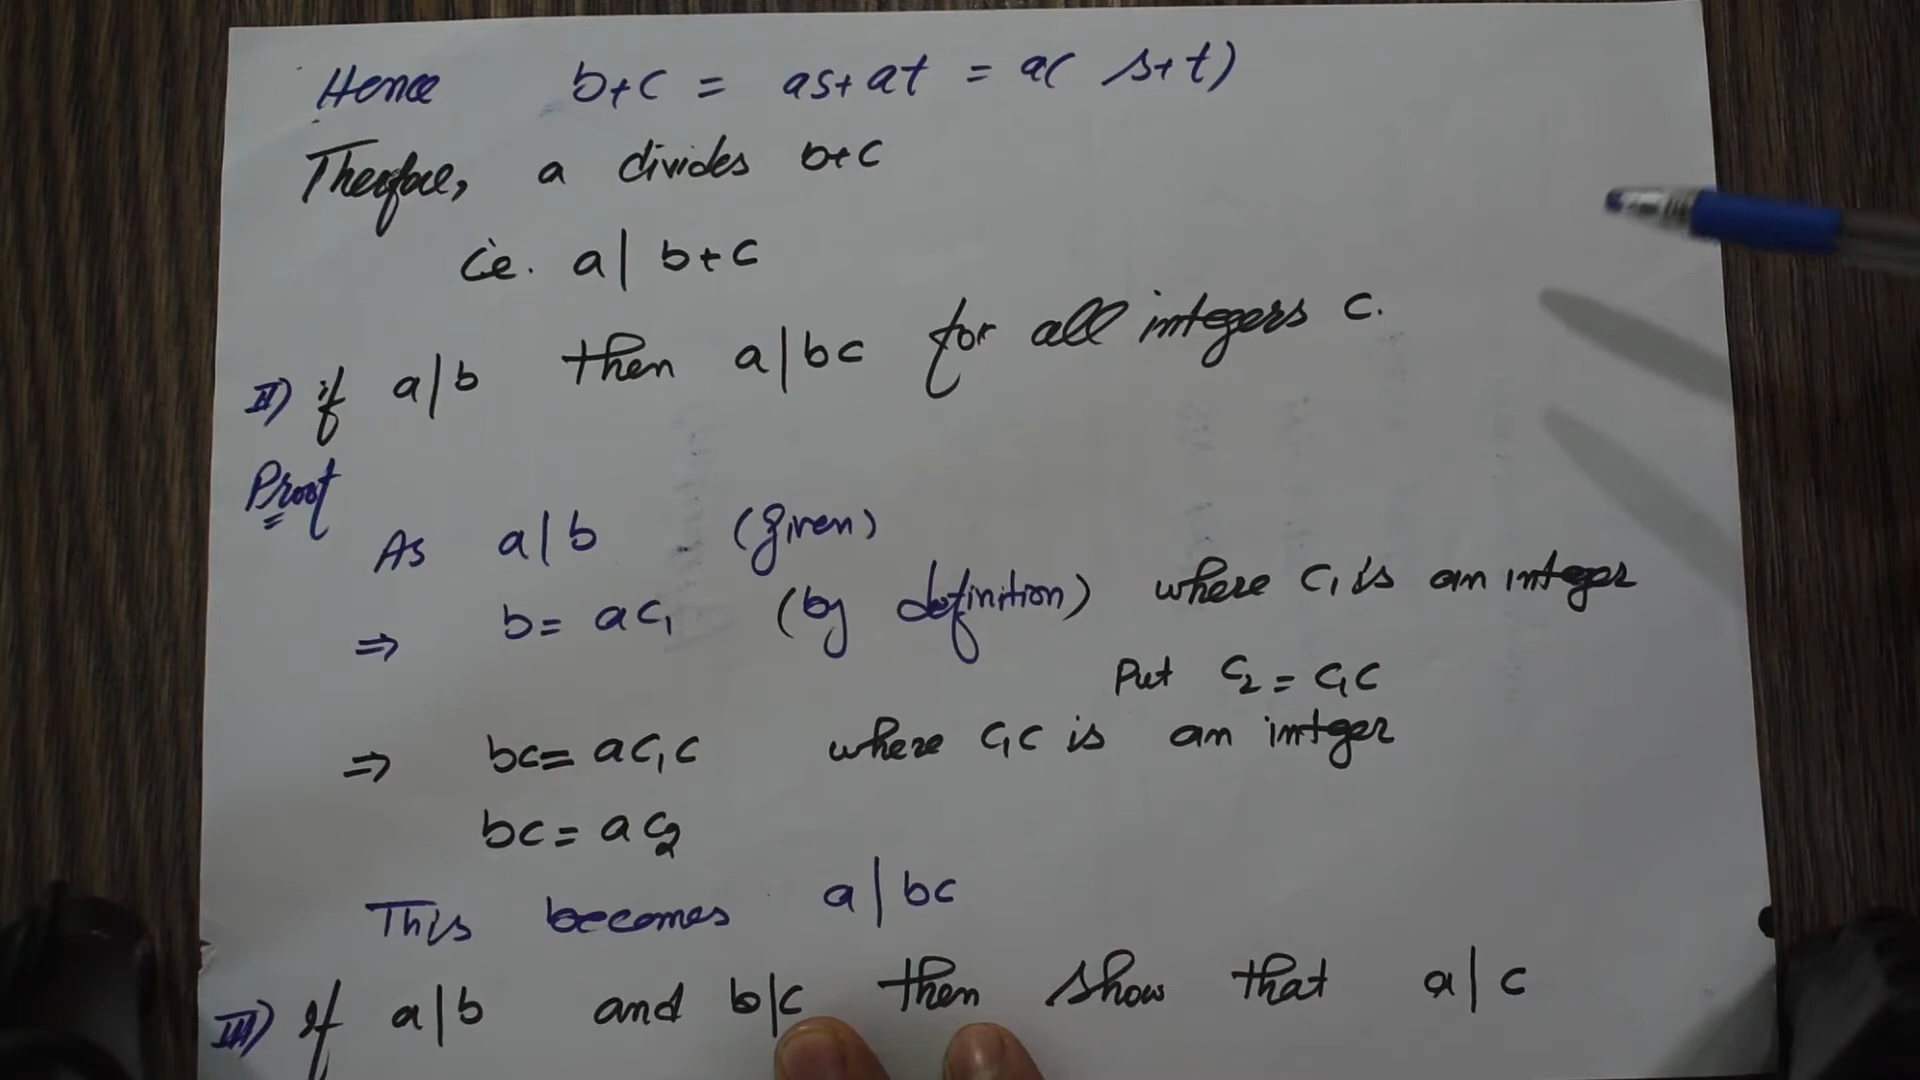 Hence b+c = as+at = a( s+t)
Therefore, a divides b+c
i.e. a| b+c
II) if a|b then a|bc for all integers c.
Proof
As a|b (given)
⇒ b= ac₁ (by definition) where c₁ is an integer
Put c₂ = c₁c
⇒ bc= ac₁c where c₁c is an integer
bc= ac₂
This becomes a|bc
III) If a|b and b|c then show that a|c